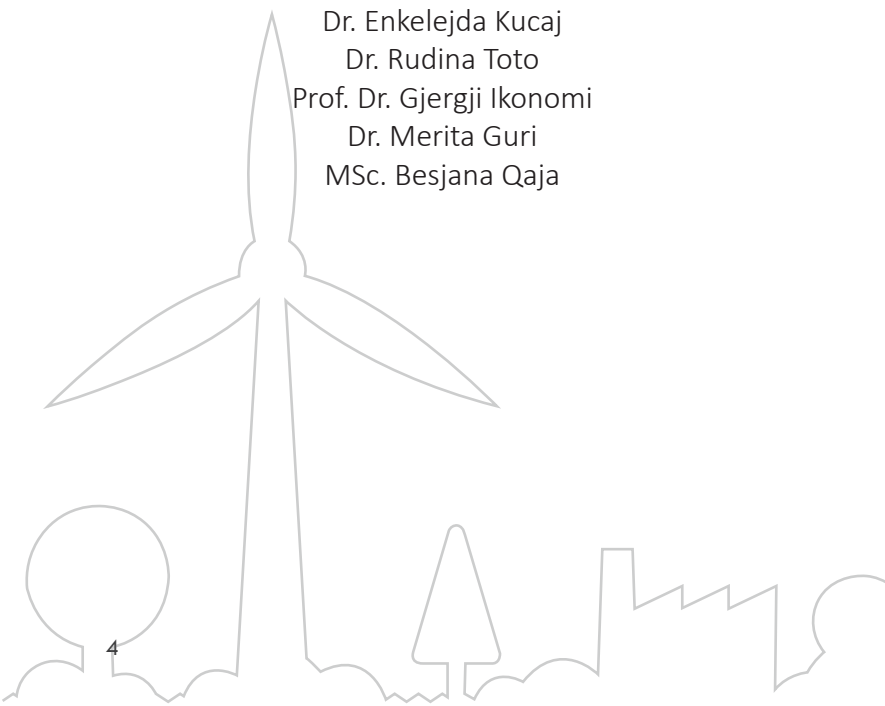 Dr. Enkelejda Kucaj
Dr. Rudina Toto
Prof. Dr. Gjergji Ikonomi
Dr. Merita Guri
MSc. Besjana Qaja
4